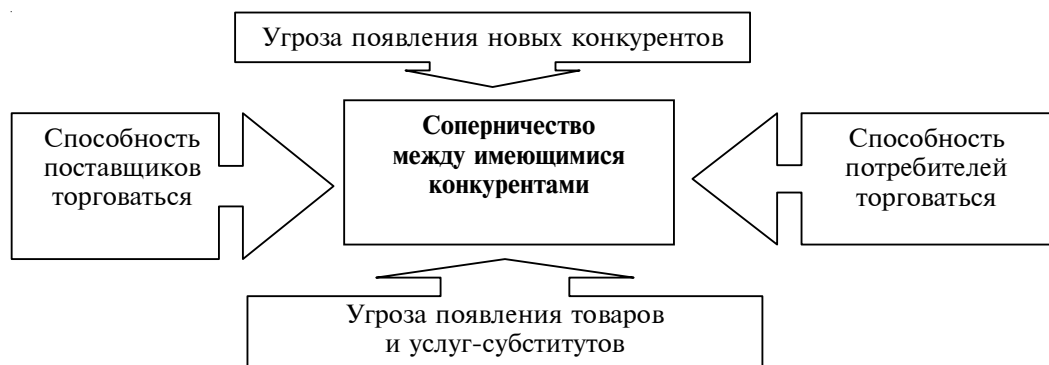 Угроза появления новых конкурентов
Способность
поставщиков
торговаться
Соперничество
между имеющимися
конкурентами
Способность
потребителей
торговаться
Угроза появления товаров
и услуг-субститутов